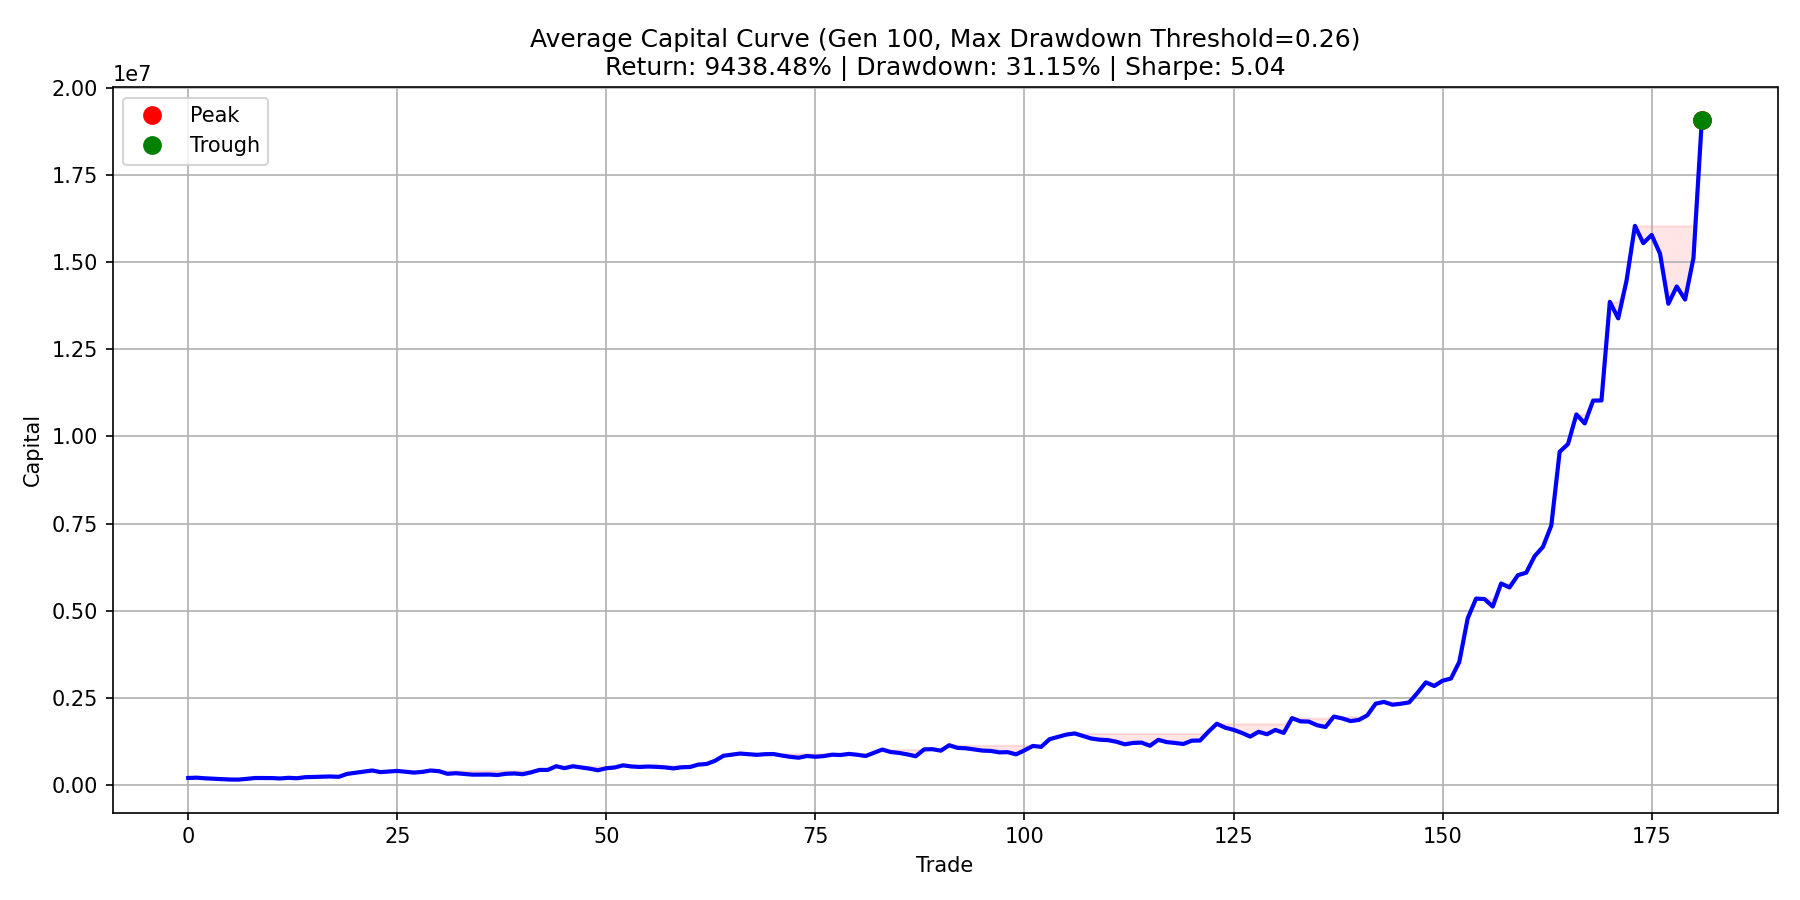 Average Capital Curve (Gen 100, Max Drawdown Threshold=0.26)
Return: 9438.48% | Drawdown: 31.15% | Sharpe: 5.04
1e7
2.00
1.75
1.50
1.25
1.00
0.75
0.50
0.25
0.00
Capital
Peak
Trough
0
25
50
75
100
125
150
175
Trade